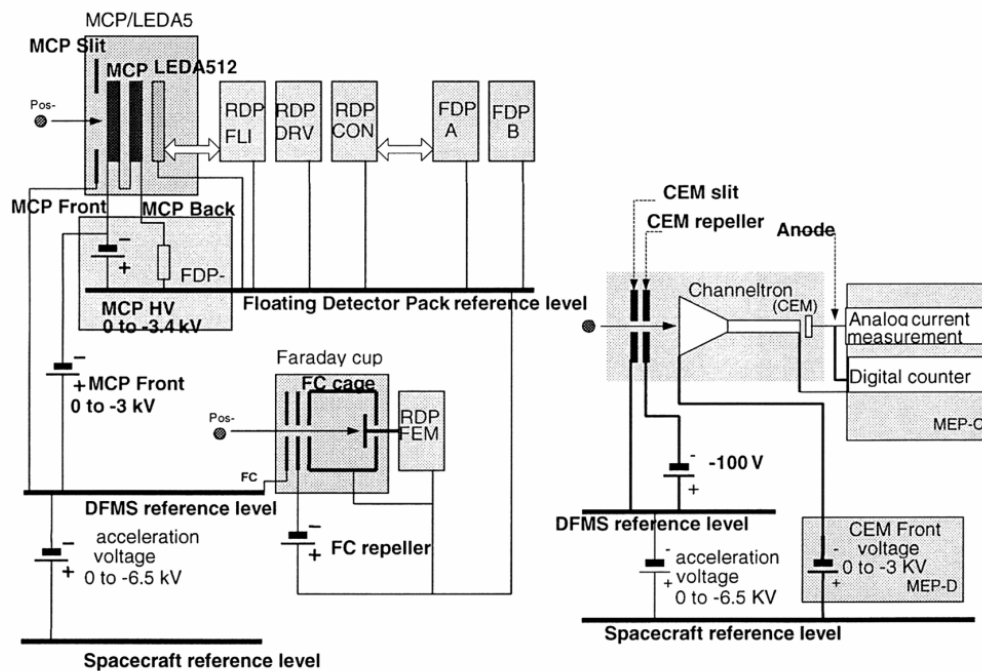 MCP/LEDA5
MCP Slit
MCP
LEDA512
Pos-
RDP
FLI
RDP
DRV
RDP
CON
FDP
A
FDP
B
MCP Front
MCP Back
FDP-
MCP HV
0 to -3.4 kV
Floating Detector Pack reference level
MCP Front
0 to -3 kV
Faraday cup
FC cage
Pos-
RDP
FEM
FC
DFMS reference level
FC repeller
acceleration
voltage
0 to -6.5 kV
Spacecraft reference level
CEM slit
CEM repeller
Anode
Channeltron
(CEM)
Analog current
measurement
Digital counter
MEP-C
-100 V
DFMS reference level
acceleration
voltage
0 to -6.5 KV
CEM Front
voltage
0 to -3 KV
MEP-D
Spacecraft reference level